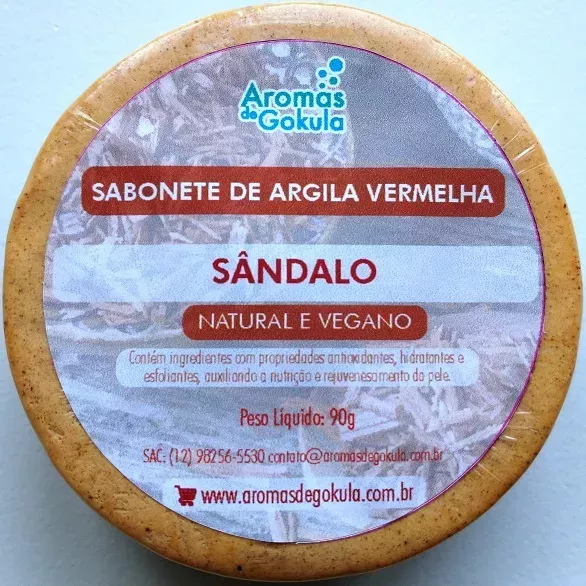 Aromas
de Gokula
SABONETE DE ARGILA VERMELHA
SÂNDALO
NATURAL E VEGANO
Contém ingredientes com propriedades antioxidantes, hidratantes e
esfoliantes, auxiliando a nutrição e rejuvenesamento da pele.
Peso Líquido: 90g
SAC: (12) 98256-5530 contato@aromasdegokula.com.br
www.aromasdegokula.com.br